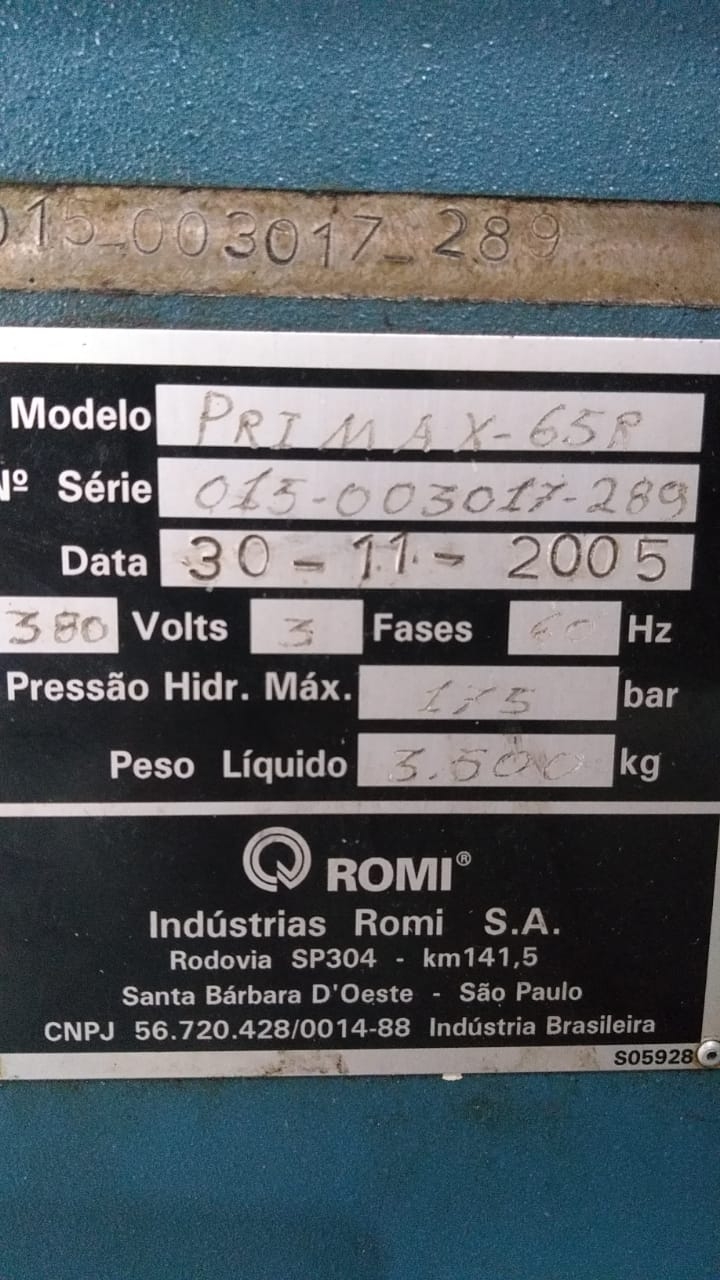 015_003017_289
Modelo PRIMAX-65R
Nº Série 015-003017-289
Data 30-11-2005
380 Volts 3 Fases 60 Hz
Pressão Hidr. Máx. 175 bar
Peso Líquido 3.500 kg
ROMI®
Indústrias Romi S.A.
Rodovia SP304 - km141,5
Santa Bárbara D'Oeste - São Paulo
CNPJ 56.720.428/0014-88 Indústria Brasileira
S05928